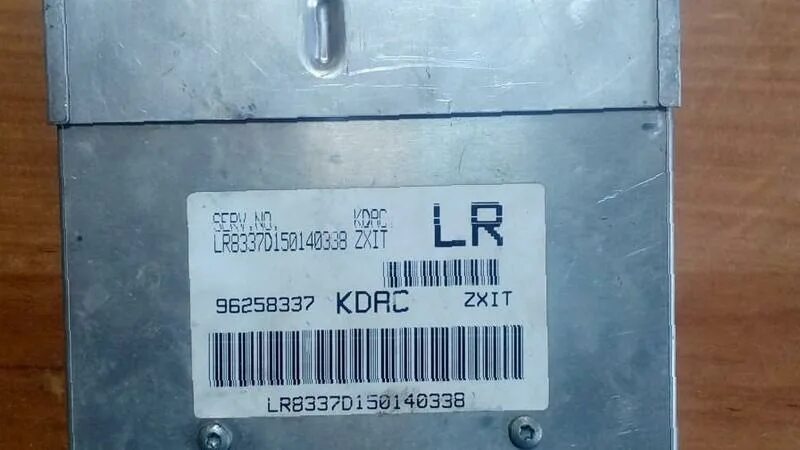 SERV.NO. KDAC LR
LR8337D150140338 ZXIT
96258337 KDAC ZXIT
LR8337D150140338